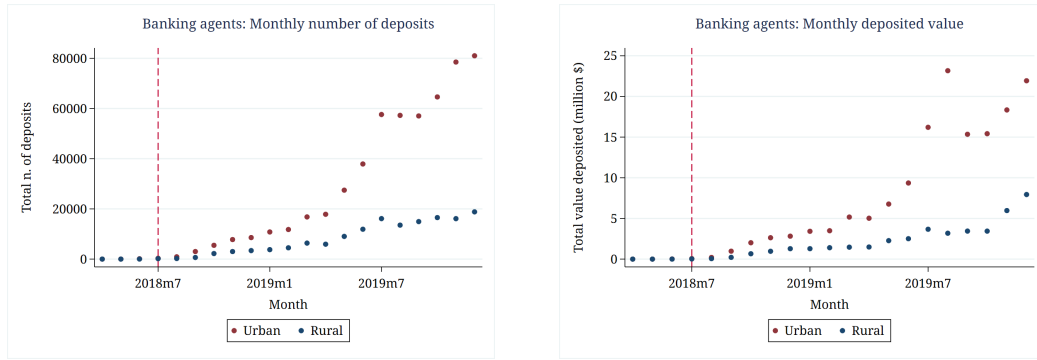 Banking agents: Monthly number of deposits
Total n. of deposits
80000
60000
40000
20000
0
2018m7
2019m1
2019m7
Month
Urban
Rural
Banking agents: Monthly deposited value
Total value deposited (million $)
25
20
15
10
5
0
2018m7
2019m1
2019m7
Month
Urban
Rural